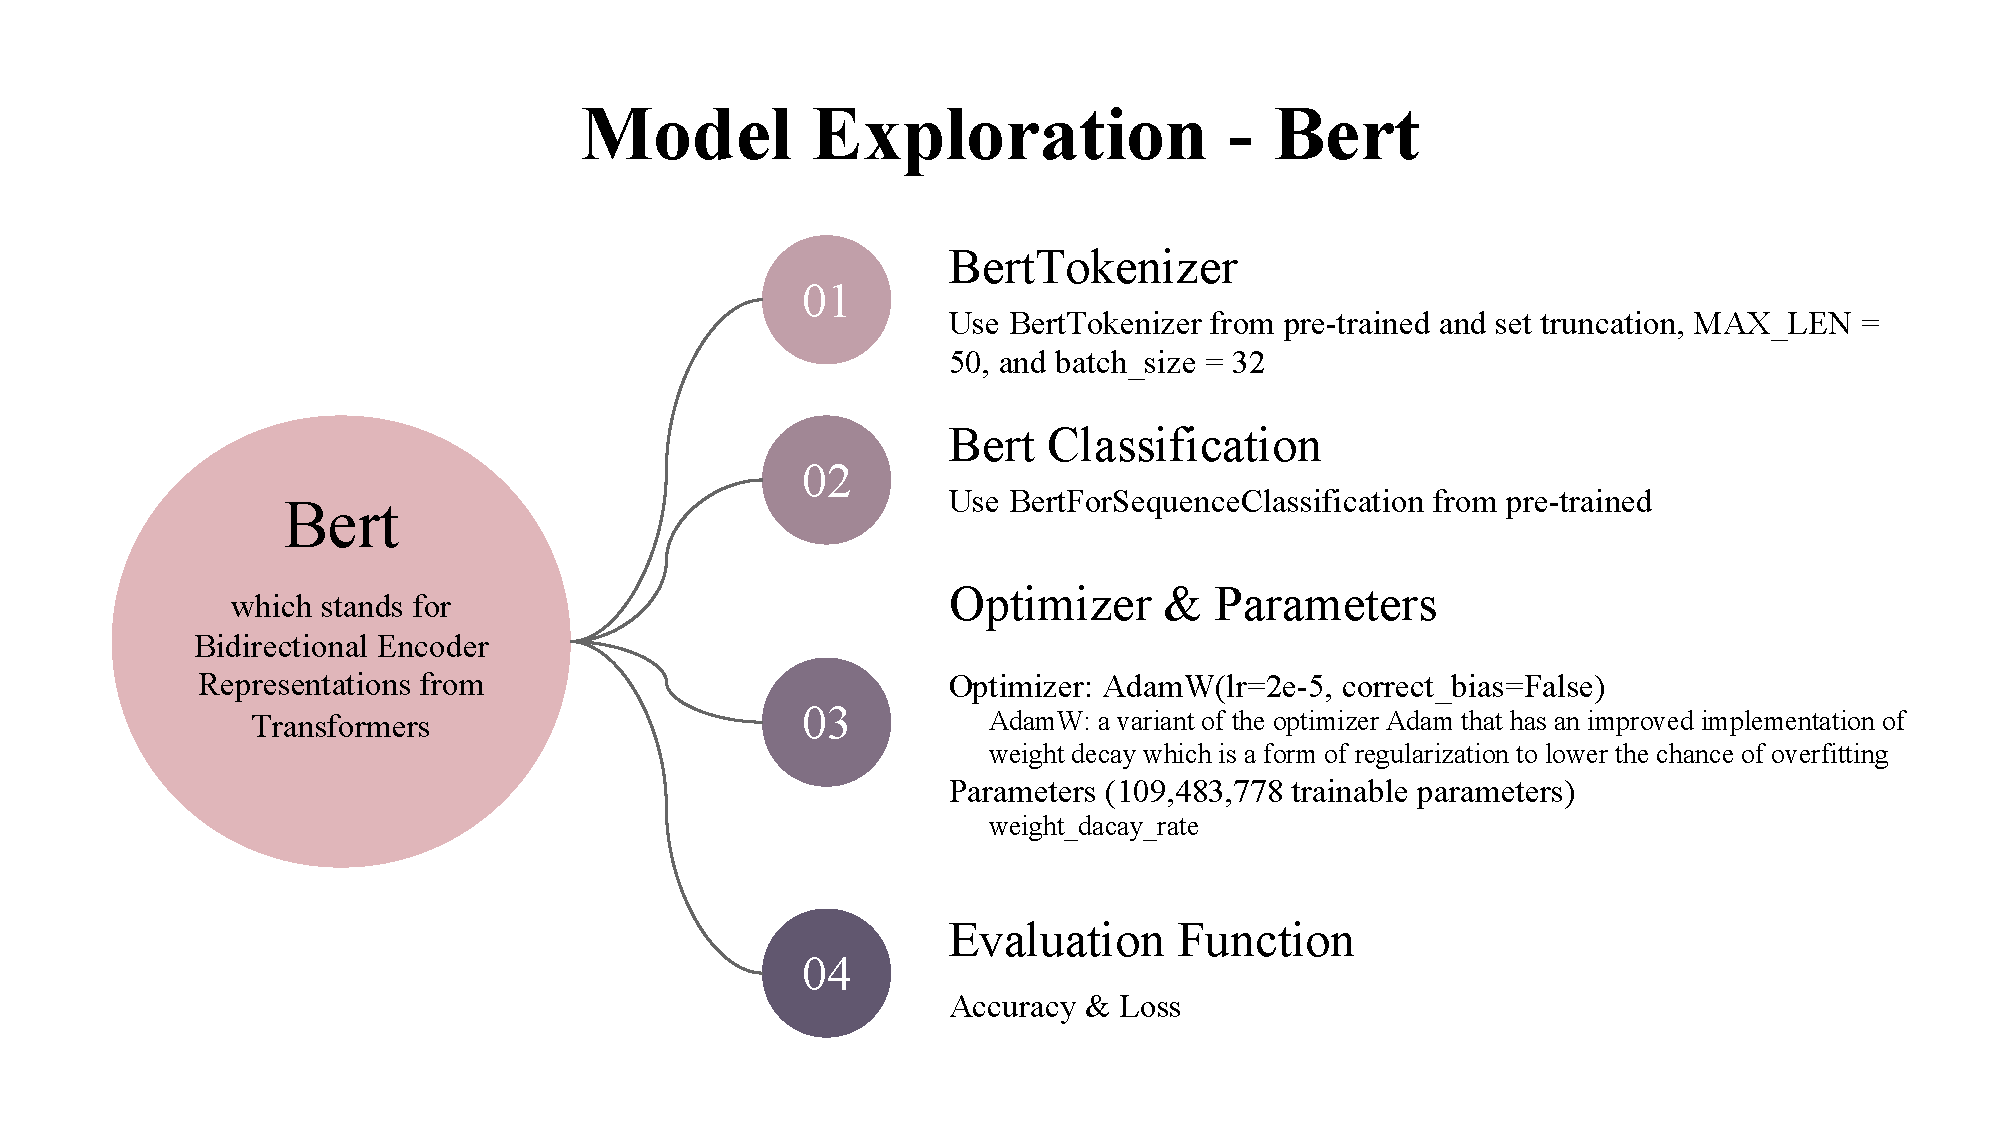 Model Exploration - Bert
Bert
which stands for
Bidirectional Encoder
Representations from
Transformers
01
BertTokenizer
Use BertTokenizer from pre-trained and set truncation, MAX_LEN =
50, and batch_size = 32
02
Bert Classification
Use BertForSequenceClassification from pre-trained
03
Optimizer & Parameters
Optimizer: AdamW(lr=2e-5, correct_bias=False)
AdamW: a variant of the optimizer Adam that has an improved implementation of
weight decay which is a form of regularization to lower the chance of overfitting
Parameters (109,483,778 trainable parameters)
weight_dacay_rate
04
Evaluation Function
Accuracy & Loss